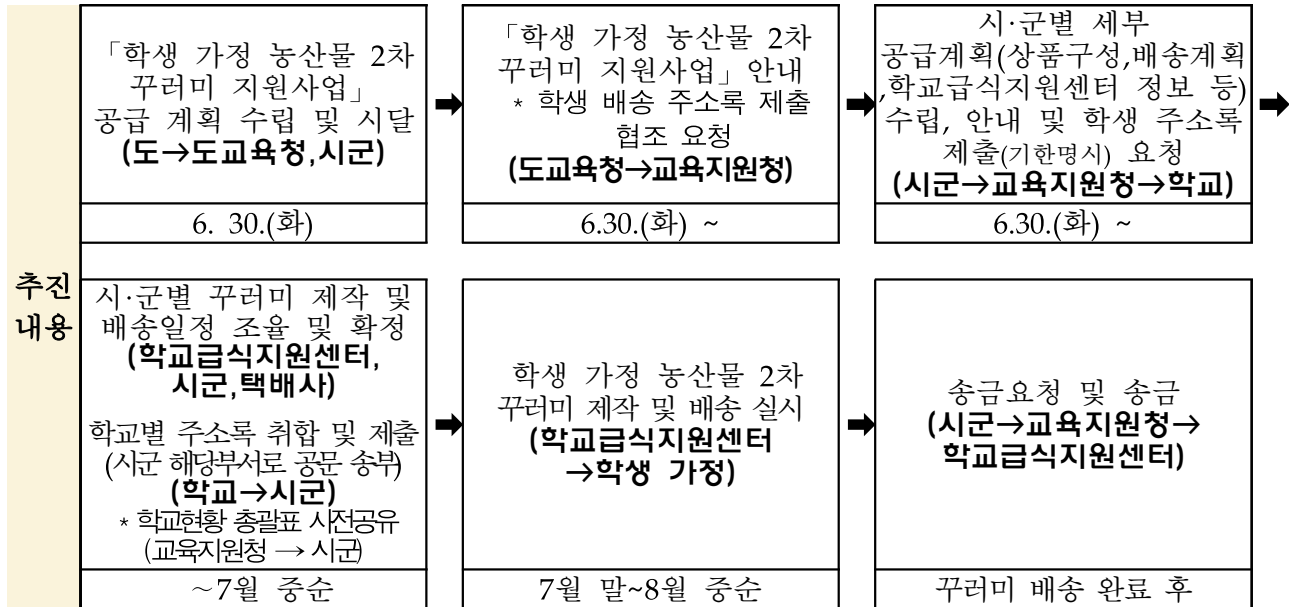 추진
내용
「학생 가정 농산물 2차
꾸러미 지원사업」
공급 계획 수립 및 시달
(도→도교육청,시군)
6. 30.(화)
➡
「학생 가정 농산물 2차
꾸러미 지원사업」안내
* 학생 배송 주소록 제출
협조 요청
(도교육청→교육지원청)
6.30.(화) ~
➡
시·군별 세부
공급계획(상품구성,배송계획
,학교급식지원센터 정보 등)
수립, 안내 및 학생 주소록
제출(기한명시) 요청
(시군→교육지원청→학교)
6.30.(화) ~
➡
시·군별 꾸러미 제작 및
배송일정 조율 및 확정
(학교급식지원센터,
시군,택배사)
학교별 주소록 취합 및 제출
(시군 해당부서로 공문 송부)
(학교→시군)
* 학교현황 총괄표 사전공유
(교육지원청 → 시군)
~7월 중순
➡
학생 가정 농산물 2차
꾸러미 제작 및 배송 실시
(학교급식지원센터
→학생 가정)
7월 말~8월 중순
➡
송금요청 및 송금
(시군→교육지원청→
학교급식지원센터)
꾸러미 배송 완료 후